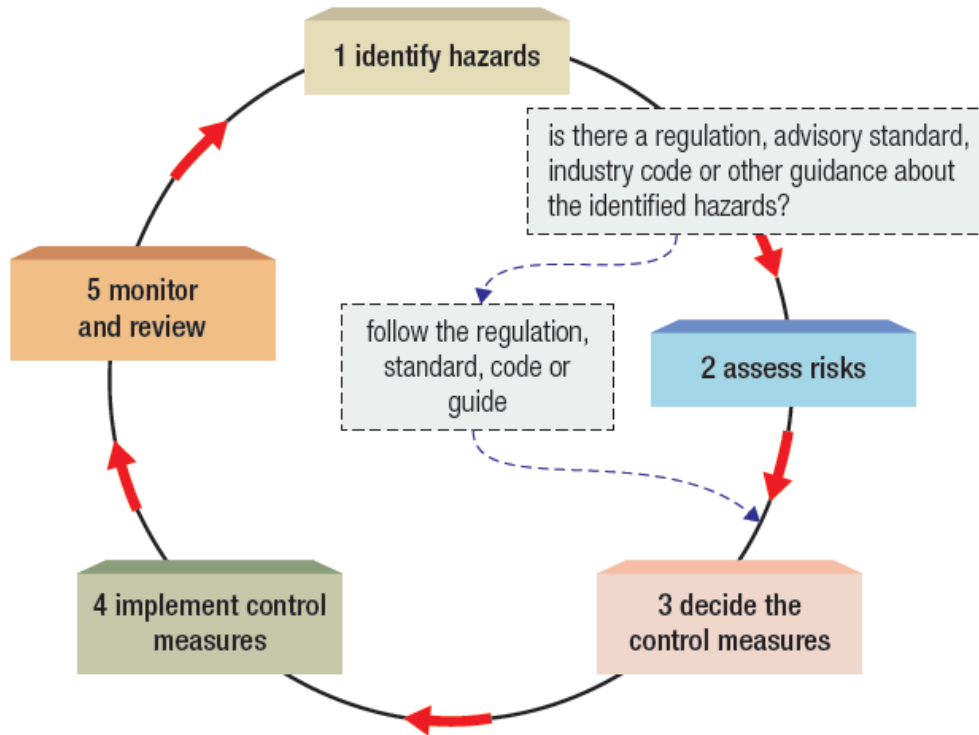 1 identify hazards
is there a regulation, advisory standard,
industry code or other guidance about
the identified hazards?
5 monitor
and review
follow the regulation,
standard, code or
guide
2 assess risks
4 implement control
measures
3 decide the
control measures